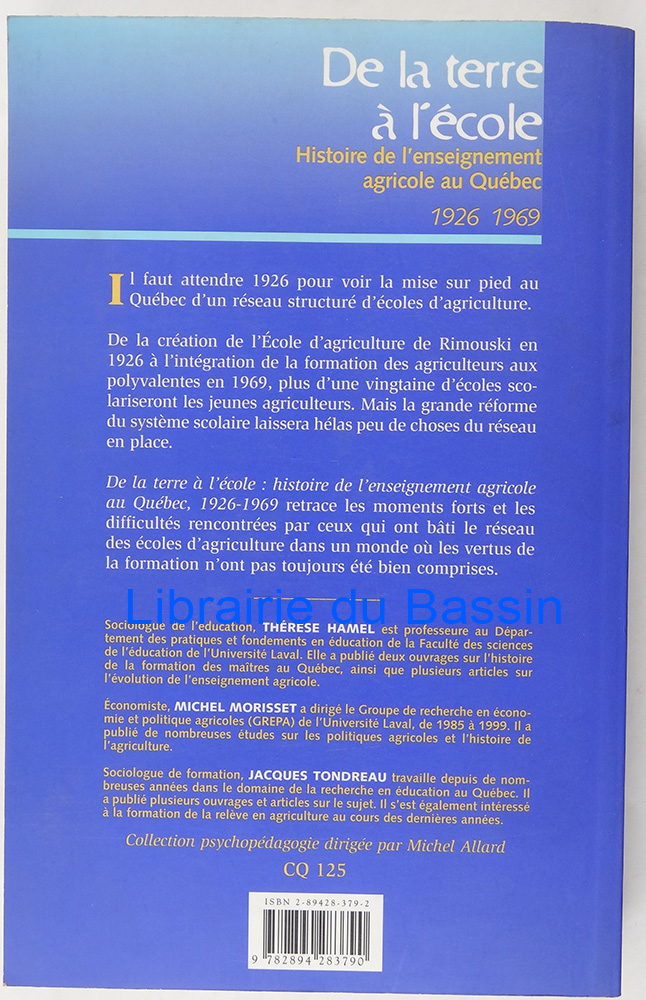 De la terre
à l'école
Histoire de l'enseignement
agricole au Québec
1926 1969
Il faut attendre 1926 pour voir la mise sur pied au
Québec d'un réseau structuré d'écoles d'agriculture.
De la création de l'École d'agriculture de Rimouski en
1926 à l'intégration de la formation des agriculteurs aux
polyvalentes en 1969, plus d'une vingtaine d'écoles sco-
lariseront les jeunes agriculteurs. Mais la grande réforme
du système scolaire laissera hélas peu de choses du réseau
en place.
De la terre à l'école : histoire de l'enseignement agricole
au Québec, 1926-1969 retrace les moments forts et les
difficultés rencontrées par ceux qui ont bâti le réseau
des écoles d'agriculture dans un monde où les vertus de
la formation n'ont pas toujours été bien comprises.
Librairie du Bassin
Sociologue de l'éducation, THÉRÈSE HAMEL est professeure au Dépar-
tement des pratiques et fondements en éducation de la Faculté des sciences
de l'éducation de l'Université Laval. Elle a publié deux ouvrages sur l'histoire
de la formation des maîtres au Québec, ainsi que plusieurs articles sur
l'évolution de l'enseignement agricole.
Économiste, MICHEL MORISSET a dirigé le Groupe de recherche en écono-
mie et politique agricoles (GREPA) de l'Université Laval, de 1985 à 1999. Il a
publié de nombreuses études sur les politiques agricoles et l'histoire de
l'agriculture.
Sociologue de formation, JACQUES TONDREAU travaille depuis de nom-
breuses années dans le domaine de la recherche en éducation au Québec. Il
a publié plusieurs ouvrages et articles sur le sujet. Il s'est également intéressé
à la formation de la relève en agriculture au cours des dernières années.
Collection psychopédagogie dirigée par Michel Allard
CQ 125
ISBN 2-89428-379-2
9 782894 283790